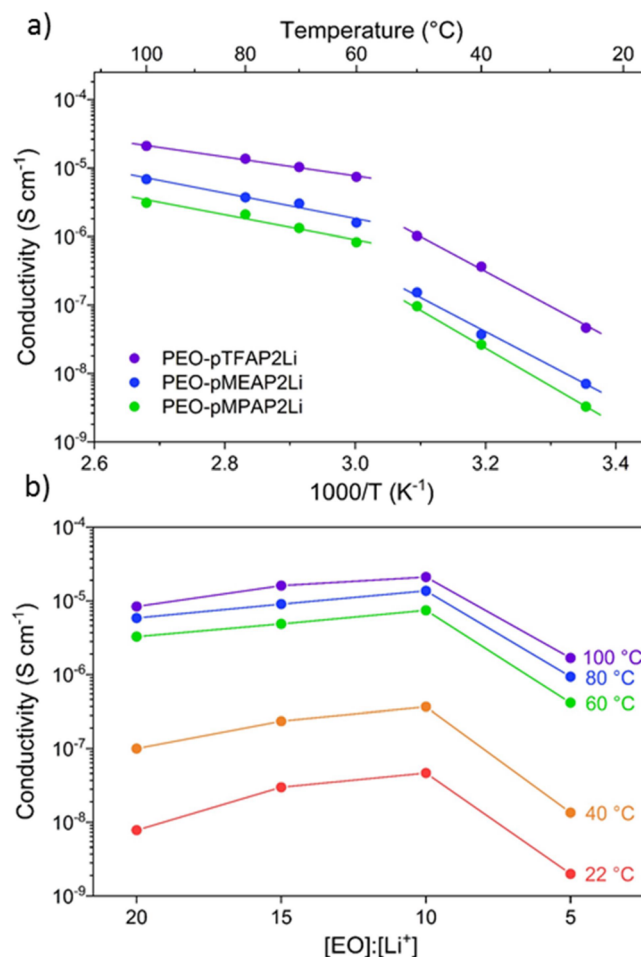 a)
Temperature (°C)
100 80 60 40 20
10⁻⁴
10⁻⁵
10⁻⁶
10⁻⁷
10⁻⁸
10⁻⁹
Conductivity (S cm⁻¹)
PEO-pTFAP2Li
PEO-pMEAP2Li
PEO-pMPAP2Li
2.6 2.8 3.0 3.2 3.4
1000/T (K⁻¹)
b)
10⁻⁴
10⁻⁵
10⁻⁶
10⁻⁷
10⁻⁸
10⁻⁹
Conductivity (S cm⁻¹)
100 °C
80 °C
60 °C
40 °C
22 °C
20 15 10 5
[EO]:[Li⁺]